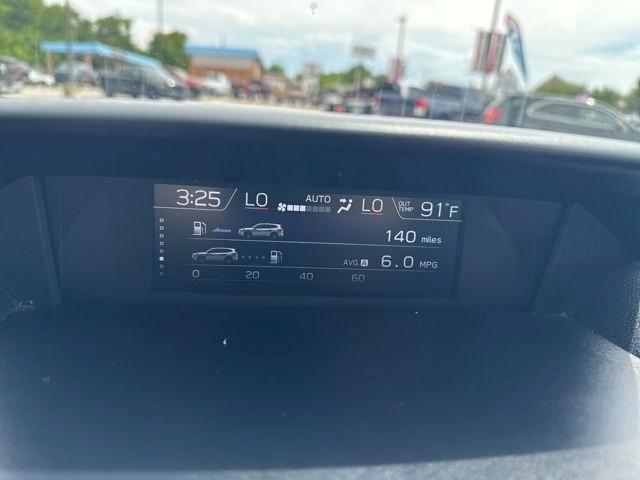 3:25 LO AUTO LO OUT TEMP 91°F
140 miles
AVG. A 6.0 MPG
0 20 40 60